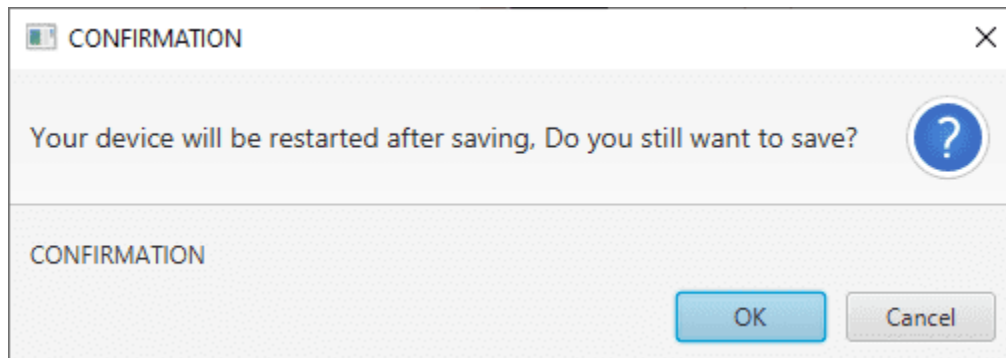 CONFIRMATION
Your device will be restarted after saving, Do you still want to save?
?
CONFIRMATION
OK
Cancel